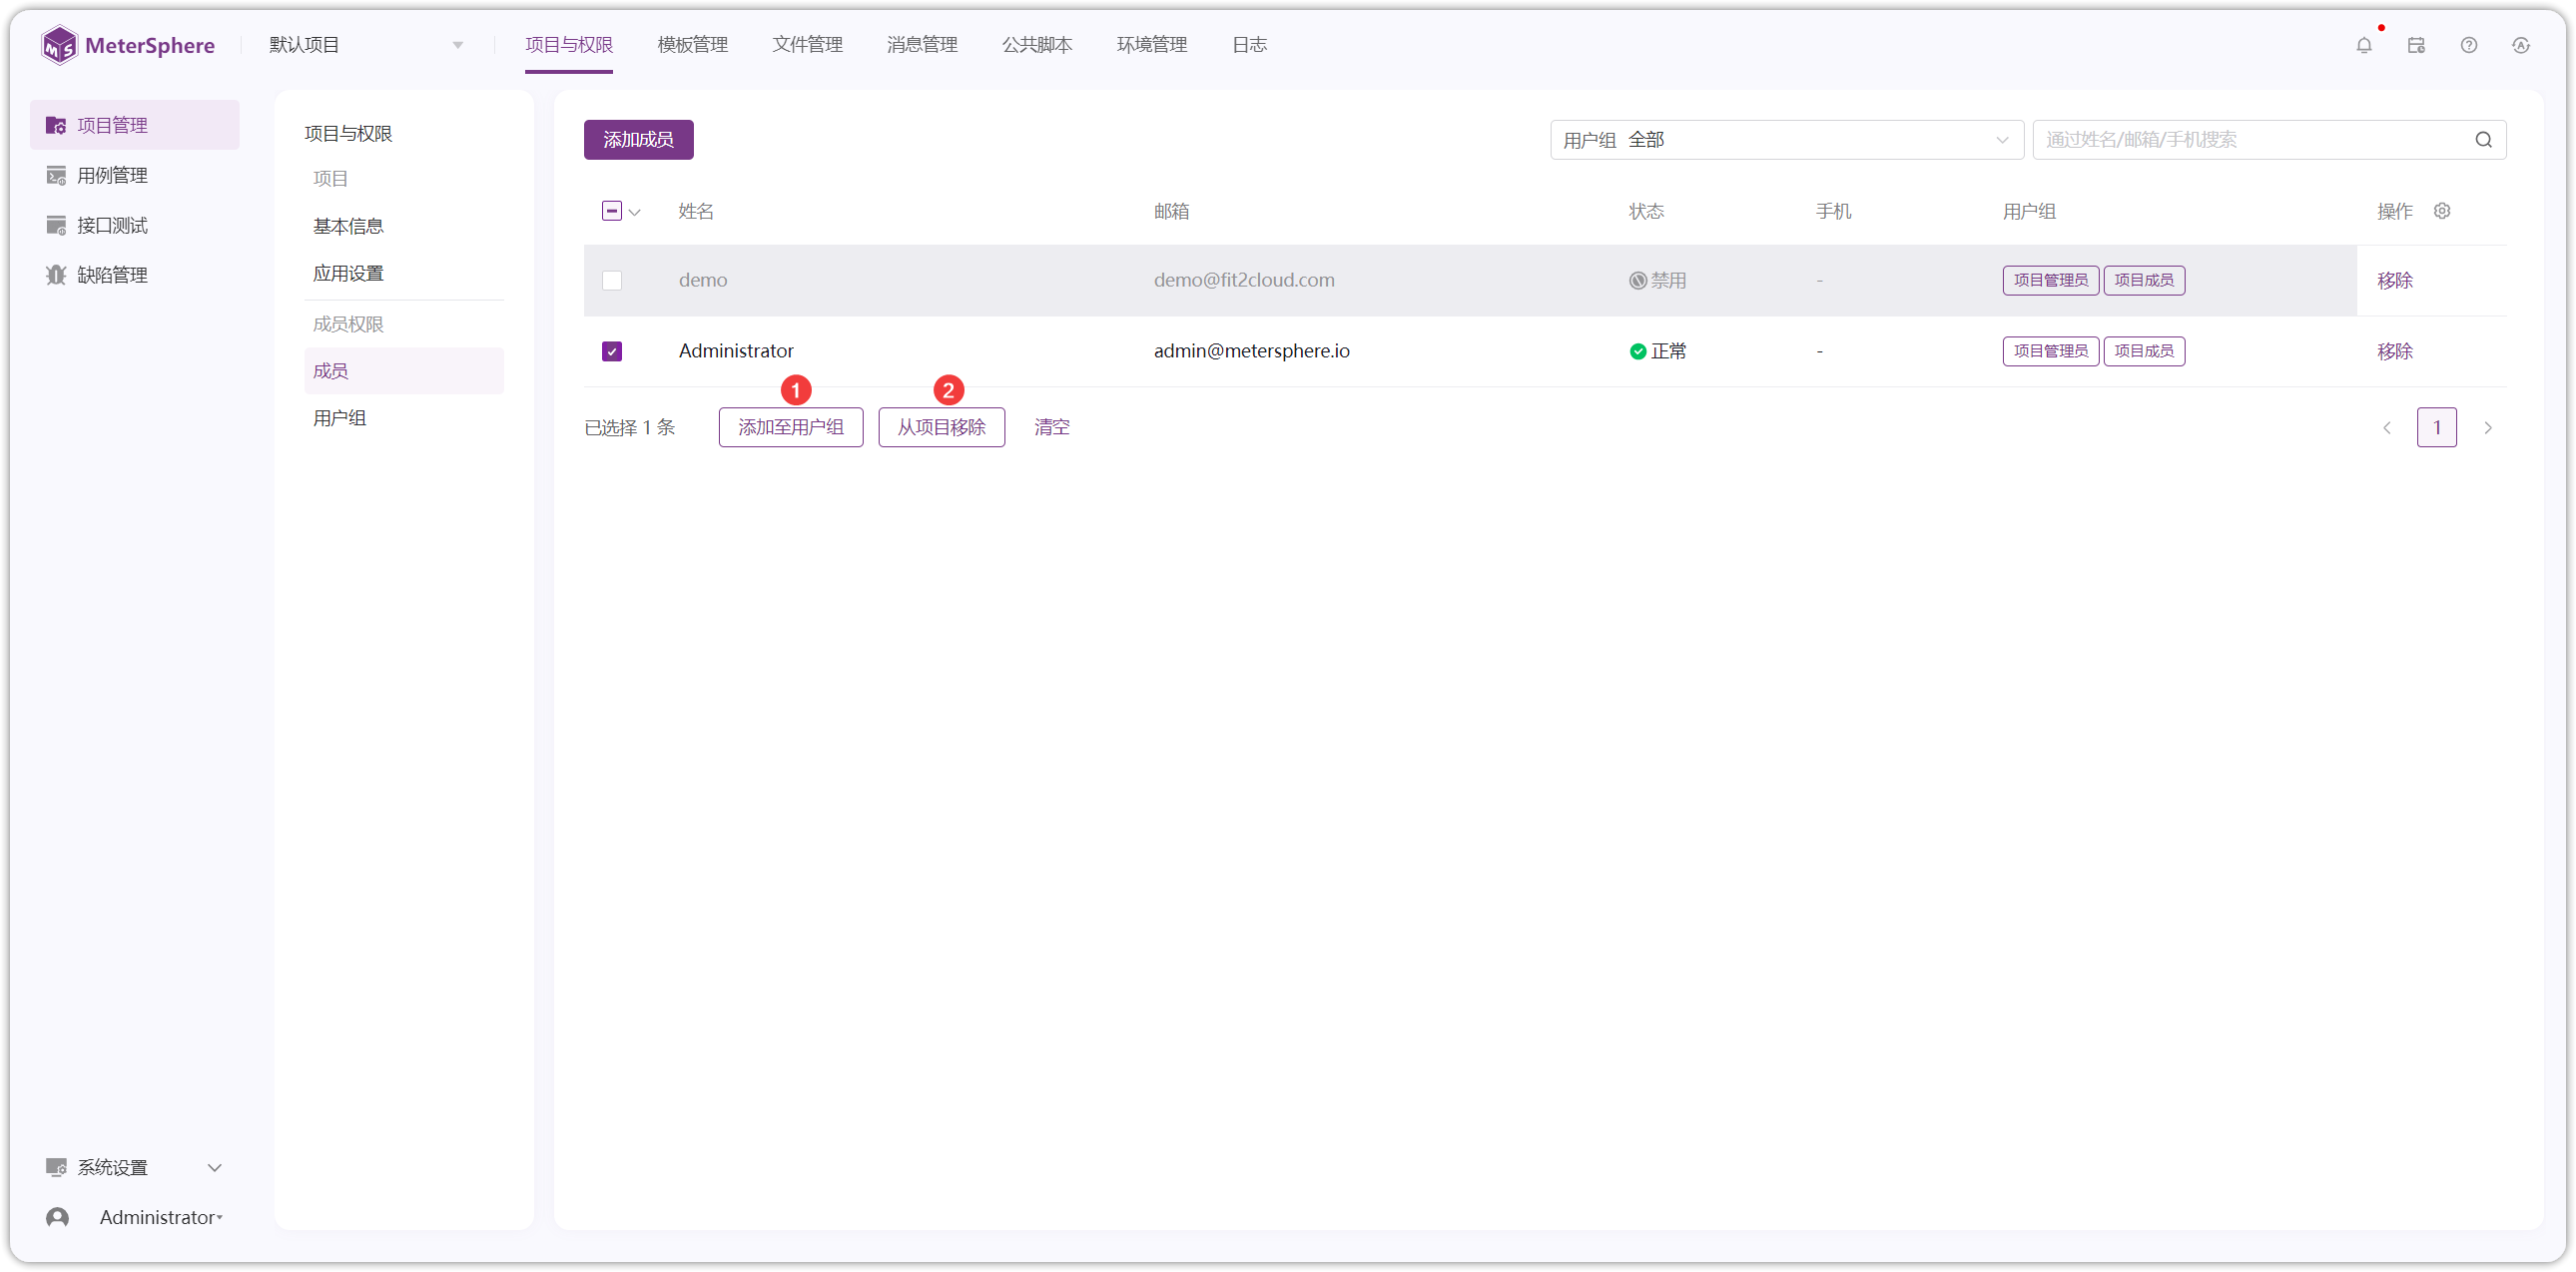 MeterSphere
默认项目
项目与权限 模板管理 文件管理 消息管理 公共脚本 环境管理 日志
项目管理
用例管理
接口测试
缺陷管理
系统设置
Administrator
项目与权限
项目
基本信息
应用设置
成员权限
成员
用户组
添加成员
用户组 全部
通过姓名/邮箱/手机搜索
姓名 邮箱 状态 手机 用户组 操作
demo demo@fit2cloud.com 禁用 - 项目管理员 项目成员 移除
Administrator admin@metersphere.io 正常 - 项目管理员 项目成员 移除
1 2
已选择 1 条 添加至用户组 从项目移除 清空
1